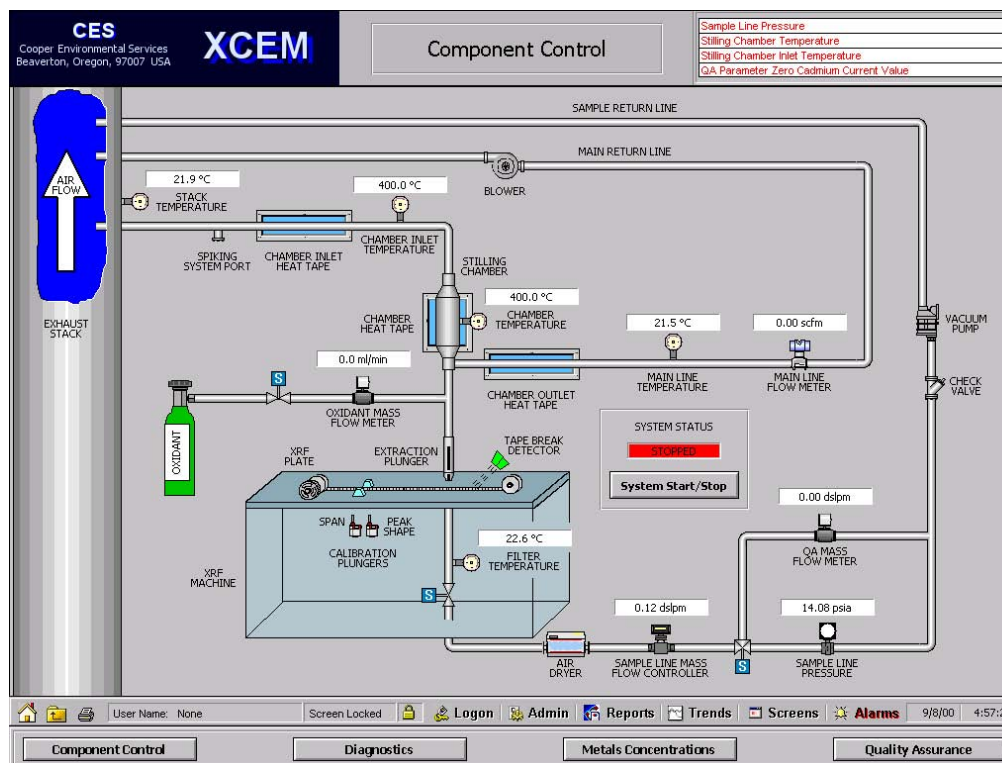 CES
Cooper Environmental Services
Beaverton, Oregon, 97007 USA
XCEM
Component Control
Sample Line Pressure
Stilling Chamber Temperature
Stilling Chamber Inlet Temperature
QA Parameter Zero Cadmium Current Value
SAMPLE RETURN LINE
MAIN RETURN LINE
AIR
FLOW
21.9 °C
STACK
TEMPERATURE
400.0 °C
BLOWER
SPIKING
SYSTEM PORT
CHAMBER INLET
HEAT TAPE
CHAMBER INLET
TEMPERATURE
STILLING
CHAMBER
EXHAUST
STACK
CHAMBER
HEAT TAPE
400.0 °C
CHAMBER
TEMPERATURE
21.5 °C
0.00 scfm
VACUUM
PUMP
0.0 ml/min
MAIN LINE
TEMPERATURE
MAIN LINE
FLOW METER
CHECK
VALVE
S
CHAMBER OUTLET
HEAT TAPE
OXIDANT MASS
FLOW METER
OXIDANT
XRF
PLATE
EXTRACTION
PLUNGER
TAPE BREAK
DETECTOR
SYSTEM STATUS
STOPPED
System Start/Stop
SPAN
PEAK
SHAPE
CALIBRATION
PLUNGERS
22.6 °C
FILTER
TEMPERATURE
0.00 dslpm
QA MASS
FLOW METER
XRF
MACHINE
S
0.12 dslpm
14.08 psia
AIR
DRYER
SAMPLE LINE MASS
FLOW CONTROLLER
S
SAMPLE LINE
PRESSURE
User Name: None
Screen Locked
Logon
Admin
Reports
Trends
Screens
Alarms
9/8/00
4:57:2
Component Control
Diagnostics
Metals Concentrations
Quality Assurance